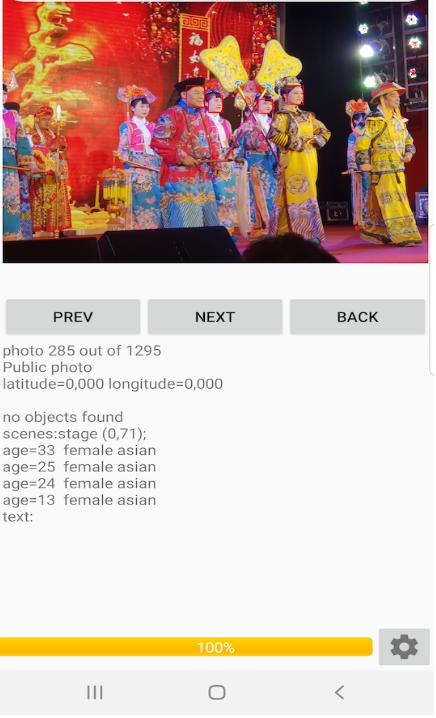 福
PREV
NEXT
BACK
photo 285 out of 1295
Public photo
latitude=0,000 longitude=0,000
no objects found
scenes:stage (0,71);
age=33 female asian
age=25 female asian
age=24 female asian
age=13 female asian
text:
100%